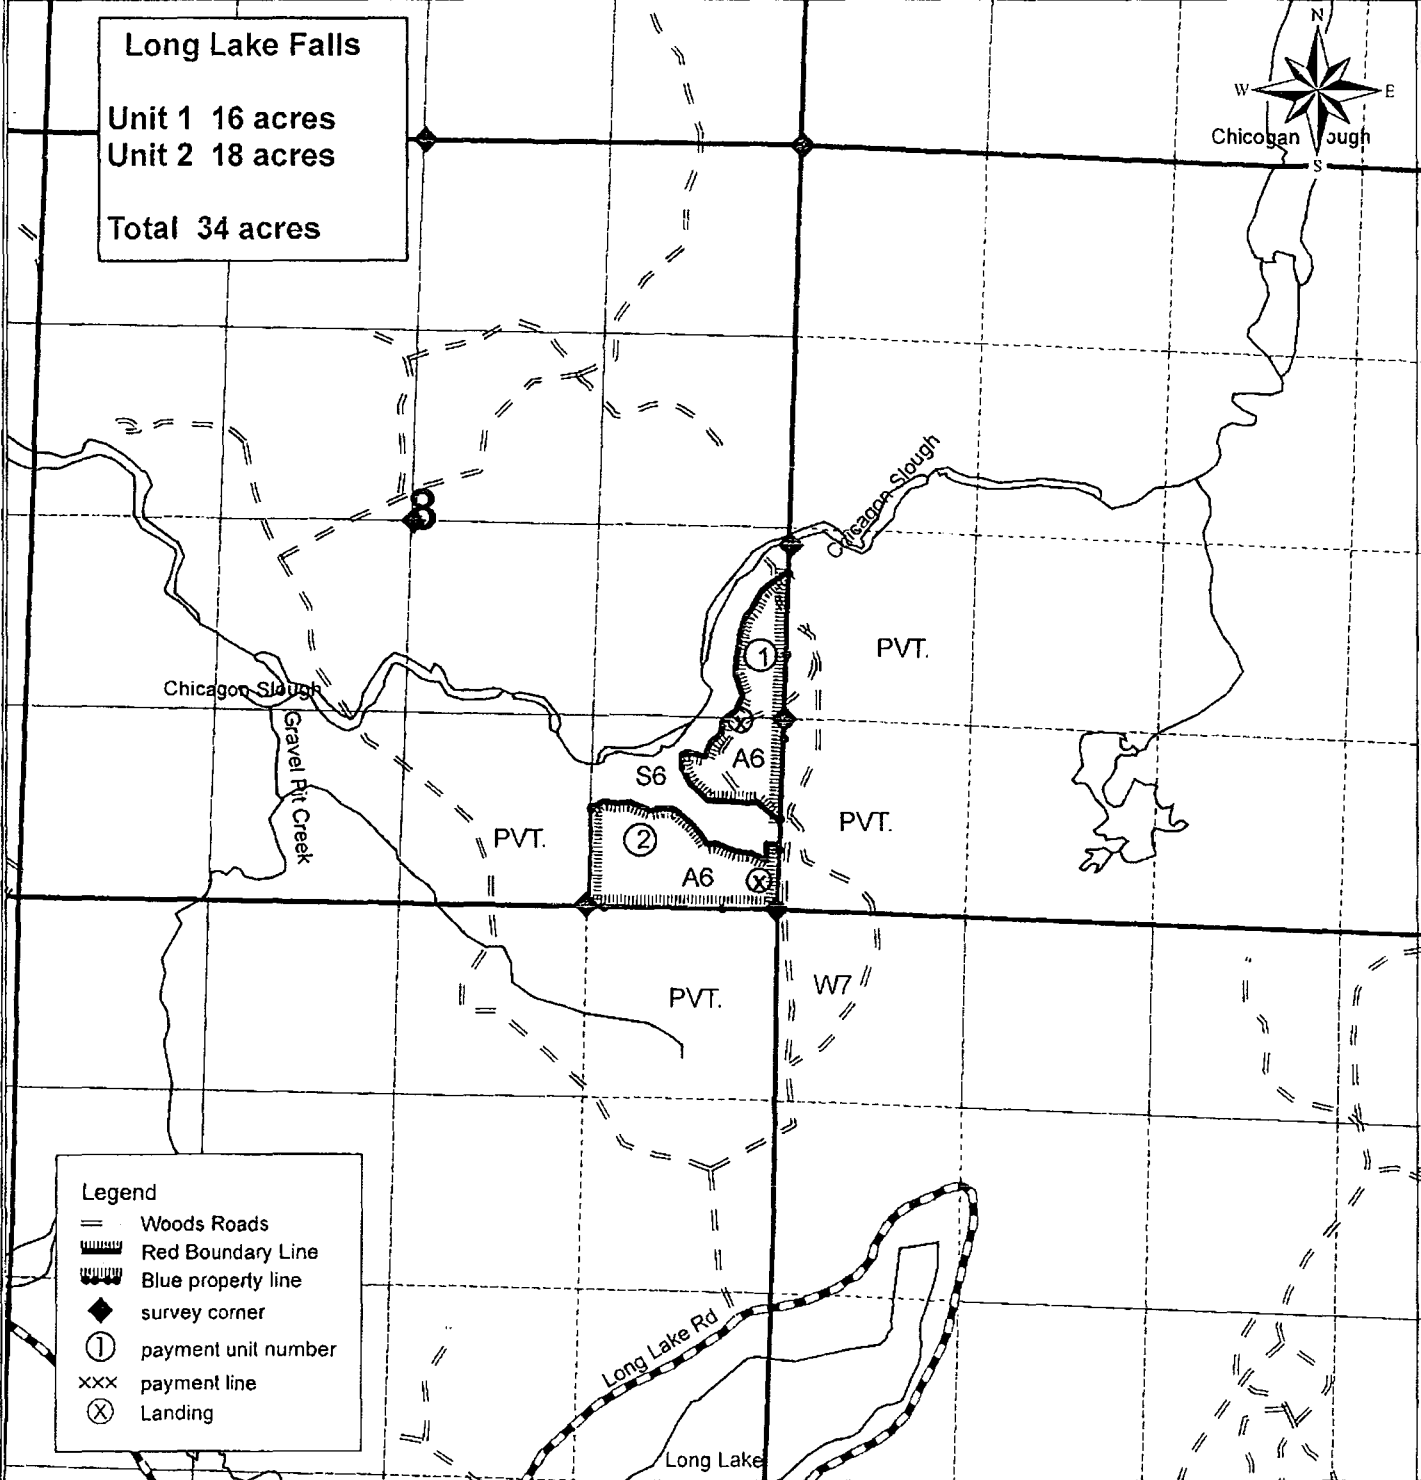 Long Lake Falls
Unit 1 16 acres
Unit 2 18 acres
Total 34 acres
N
W
E
S
Chicogan
ough
Chicagon Slough
1
PVT.
Chicagon Slough
Gravel Pit Creek
X
A6
S6
PVT.
PVT.
2
A6
X
PVT.
W7
Legend
Woods Roads
Red Boundary Line
Blue property line
survey corner
1 payment unit number
xxx payment line
X Landing
Long Lake Rd
Long Lake